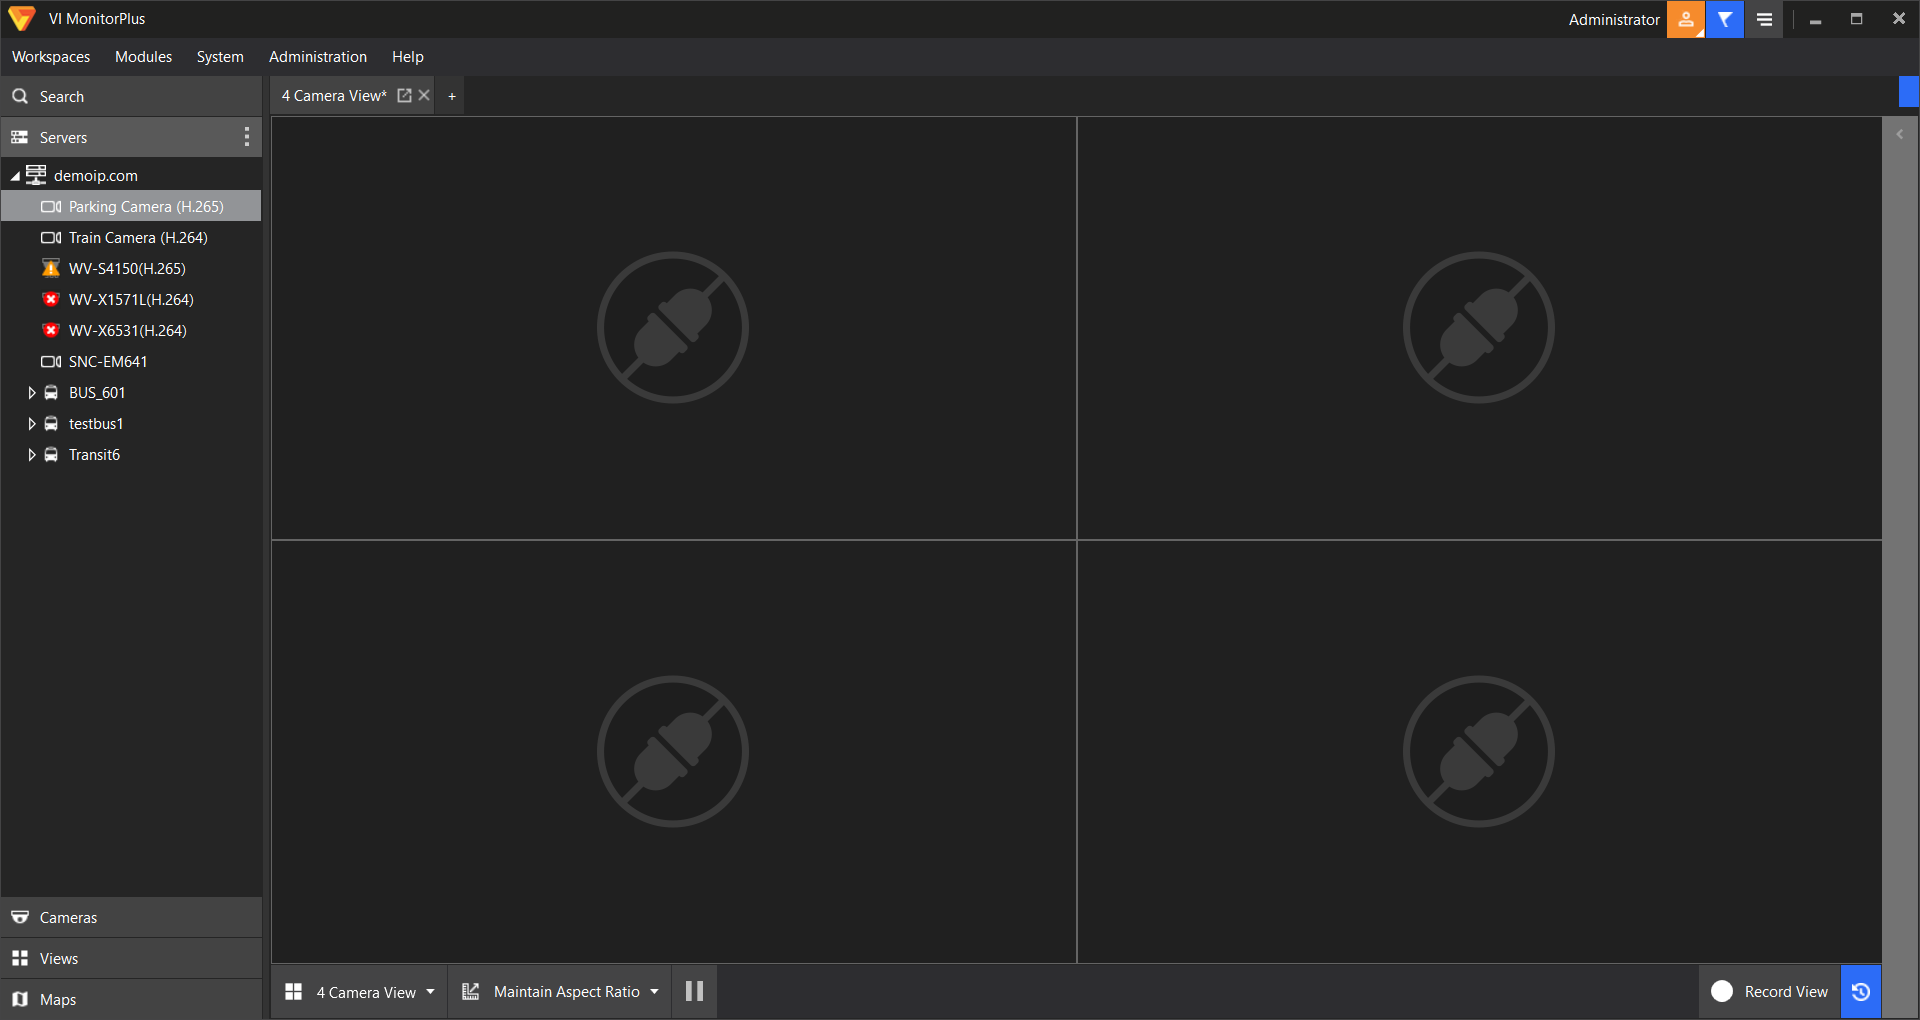 VI MonitorPlus
Administrator
Workspaces Modules System Administration Help
Search
4 Camera View* +
Servers
demoip.com
Parking Camera (H.265)
Train Camera (H.264)
WV-S4150(H.265)
WV-X1571L(H.264)
WV-X6531(H.264)
SNC-EM641
BUS_601
testbus1
Transit6
Cameras
Views
Maps
4 Camera View
Maintain Aspect Ratio
Record View